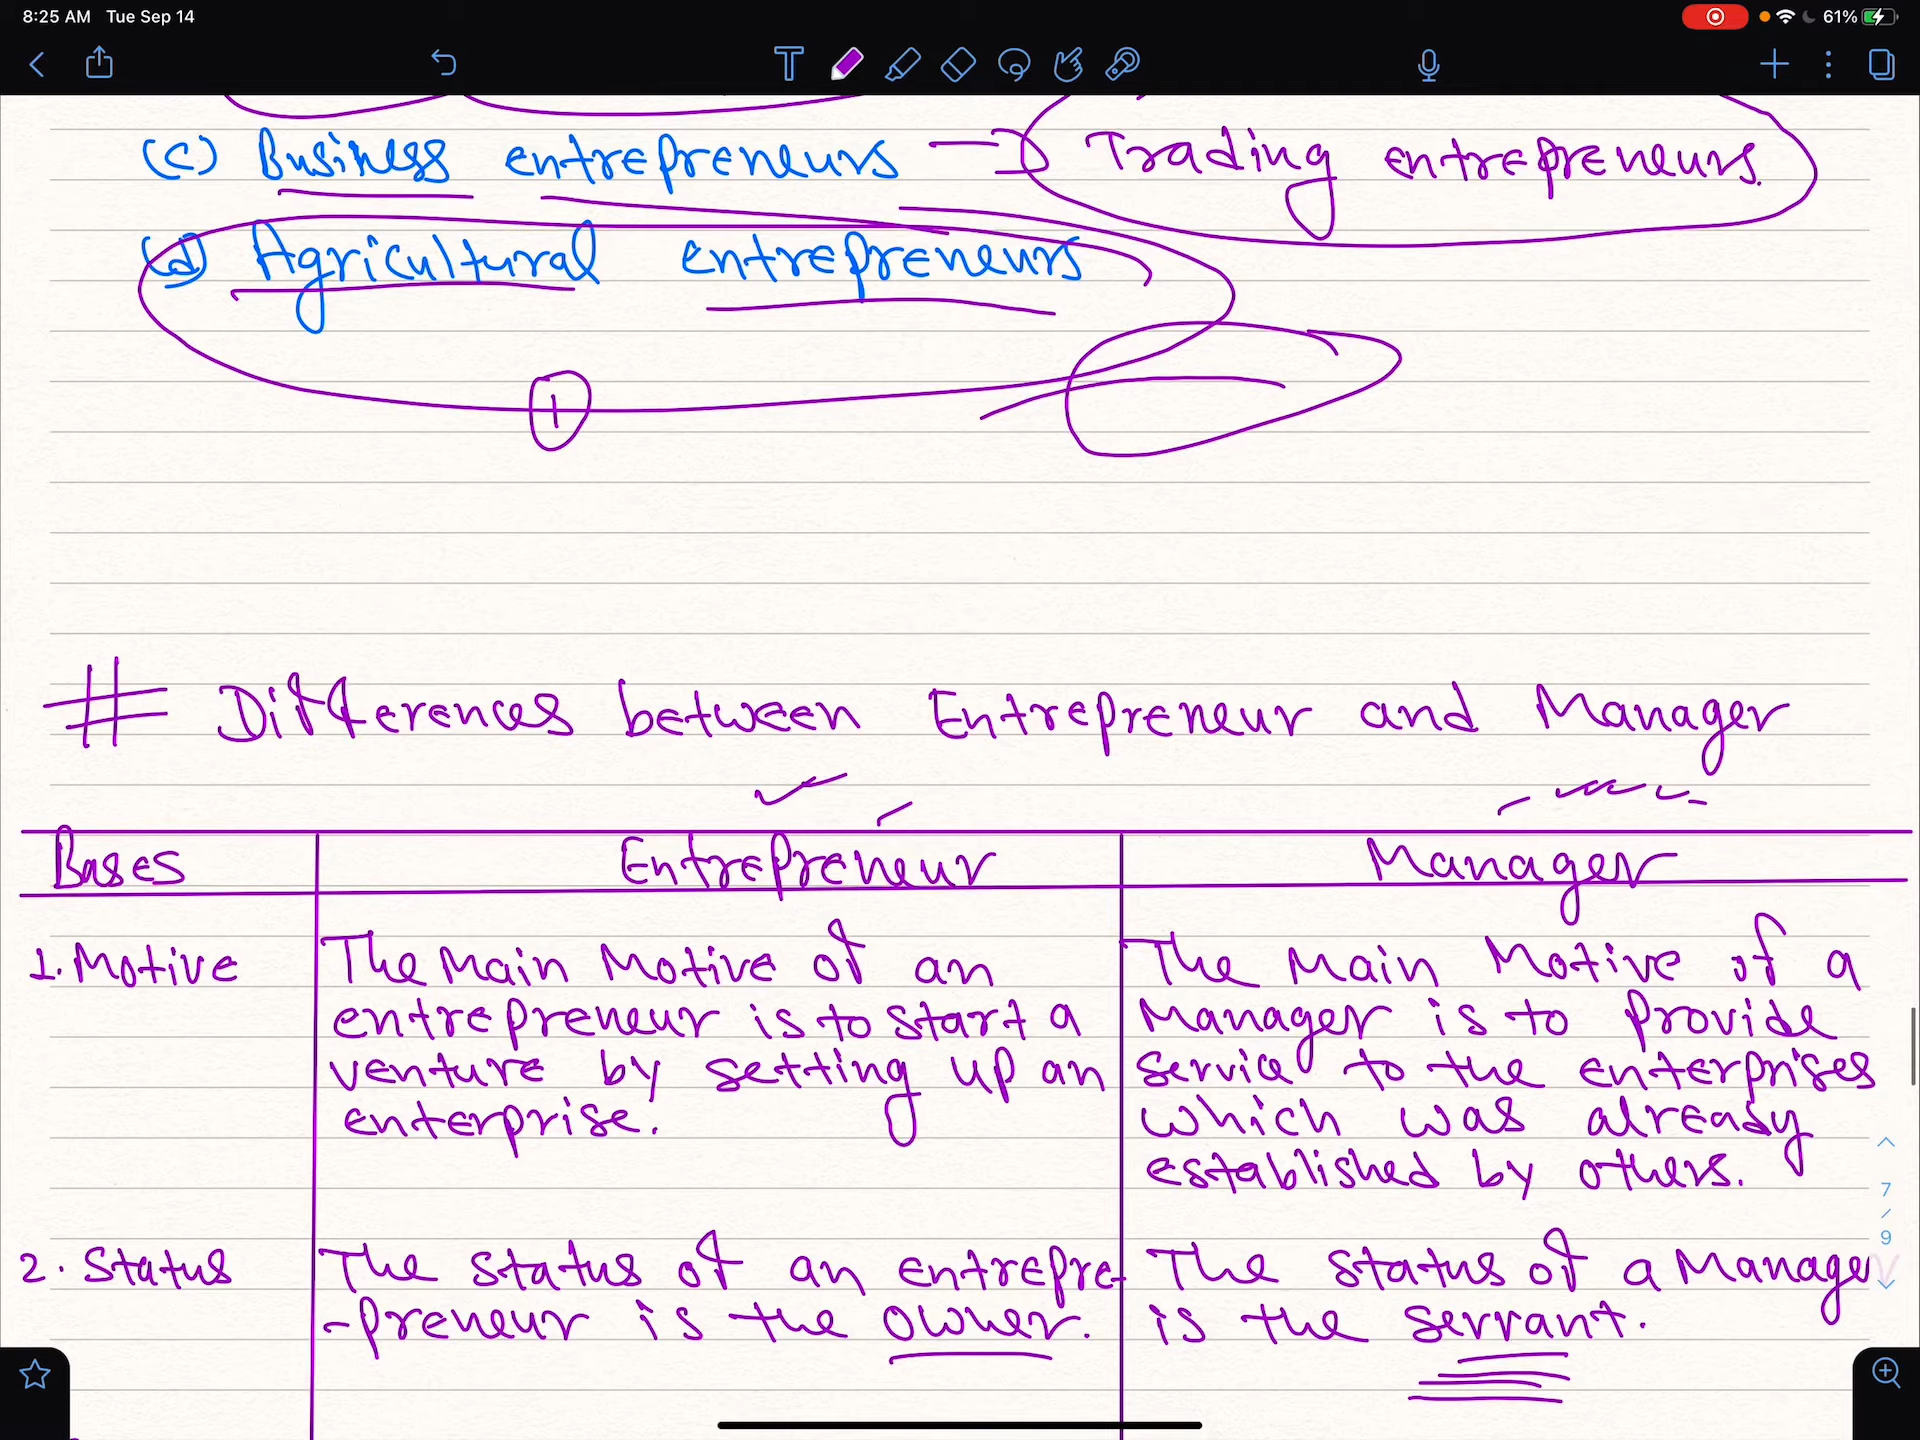 8:25 AM Tue Sep 14
61%
(c) Business entrepreneurs → Trading entrepreneurs.
(d) Agricultural entrepreneurs
1
# Differences between Entrepreneur and Manager
Bases Entrepreneur Manager
1. Motive
The Main Motive of an
entrepreneur is to start a
venture by setting up an
enterprise.
The Main Motive of a
Manager is to provide
service to the enterprises
which was already
established by others.
2. Status
The status of an entrepre-
-preneur is the owner.
The status of a Manager
is the servant.
7
/
9